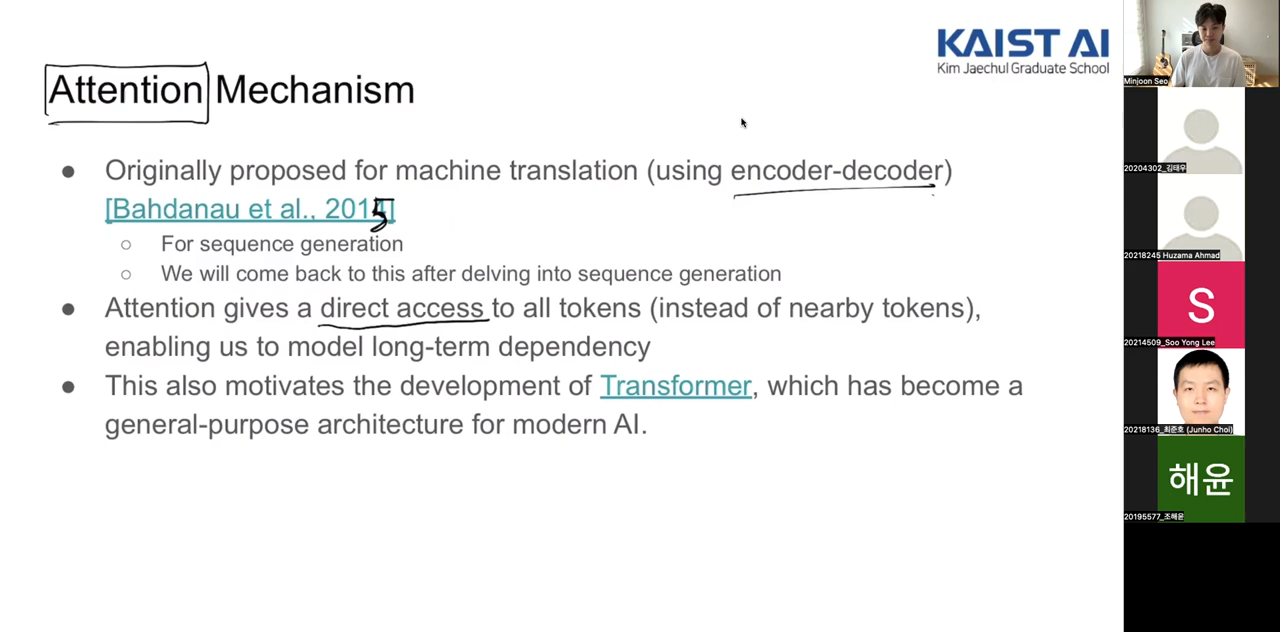 KAIST AI
Kim Jaechul Graduate School
Attention Mechanism
● Originally proposed for machine translation (using encoder-decoder)
[Bahdanau et al., 2015]
○ For sequence generation
○ We will come back to this after delving into sequence generation
● Attention gives a direct access to all tokens (instead of nearby tokens),
enabling us to model long-term dependency
● This also motivates the development of Transformer, which has become a
general-purpose architecture for modern AI.
Minjoon Seo
20204302_김태우
20218245 Huzama Ahmad
S
20214509_Soo Yong Lee
20218136_최준호 (Junho Choi)
해윤
20195577_조해윤